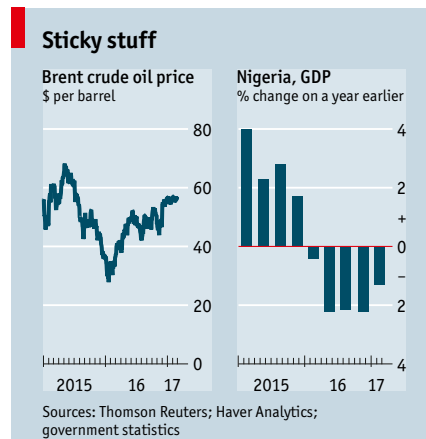 Sticky stuff
Brent crude oil price
$ per barrel
80
60
40
20
0
2015 16 17
Nigeria, GDP
% change on a year earlier
4
2
+
0
–
2
4
2015 16 17
Sources: Thomson Reuters; Haver Analytics;
government statistics